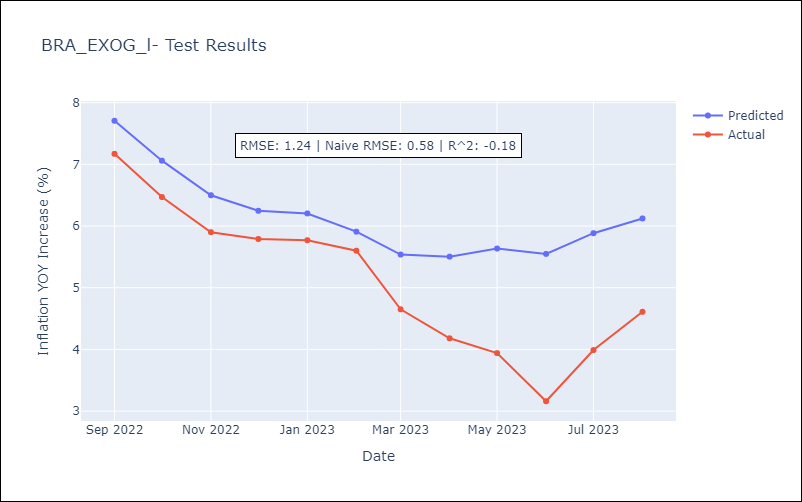 BRA_EXOG_l- Test Results
RMSE: 1.24 | Naive RMSE: 0.58 | R^2: -0.18
Predicted
Actual
Inflation YOY Increase (%)
8
7
6
5
4
3
Sep 2022 Nov 2022 Jan 2023 Mar 2023 May 2023 Jul 2023
Date